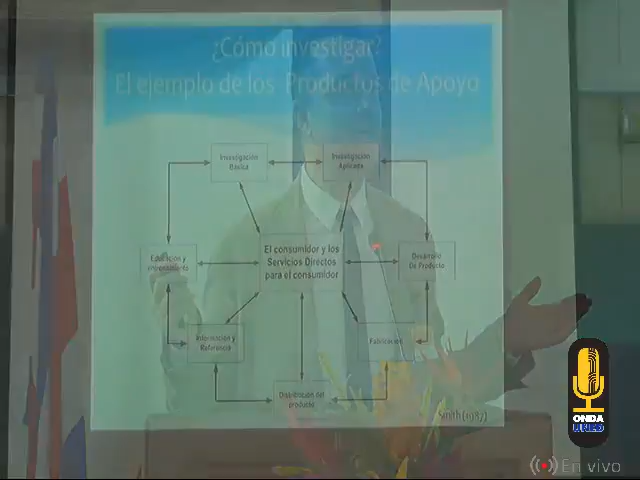 ¿Cómo investigar?
El ejemplo de los Productos de Apoyo
Investigación
Básica
Investigación
Aplicada
El consumidor y los
Servicios Directos
para el consumidor
Educación y
entrenamiento
Desarrollo
De Producto
Información y
Referencia
Fabricación
Distribución del
producto
Smith (1987)
ONDA
UNED
((•)) En vivo